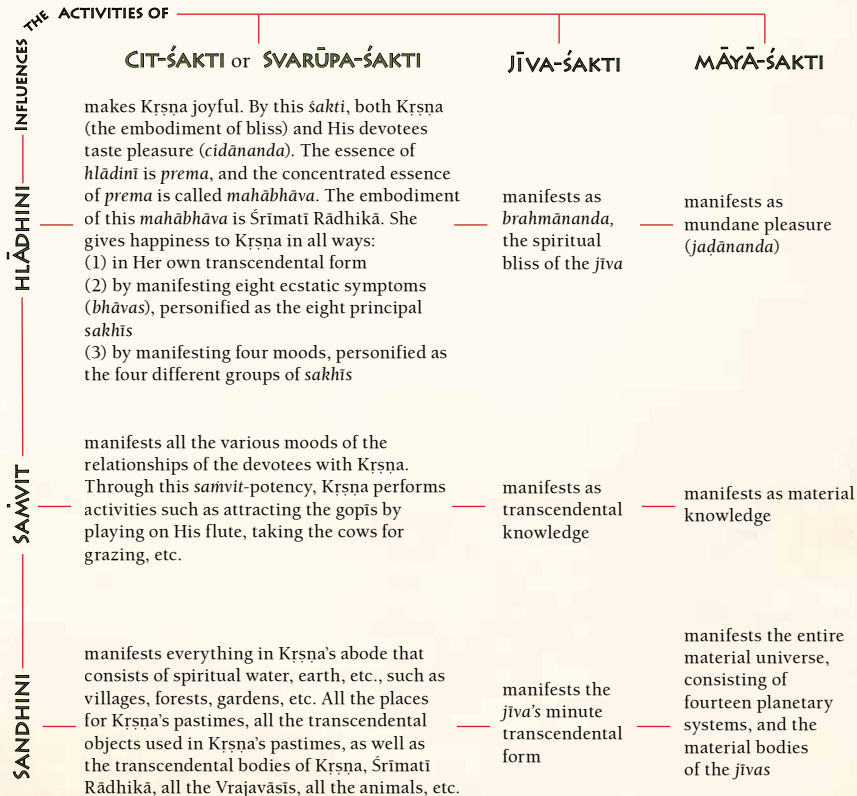 THE ACTIVITIES OF
INFLUENCES
CIT-ŚAKTI or SVARŪPA-ŚAKTI
JĪVA-ŚAKTI
MĀYĀ-ŚAKTI
HLĀDHINI
makes Kṛṣṇa joyful. By this śakti, both Kṛṣṇa
(the embodiment of bliss) and His devotees
taste pleasure (cidānanda). The essence of
hlādinī is prema, and the concentrated essence
of prema is called mahābhāva. The embodiment
of this mahābhāva is Śrīmatī Rādhikā. She
gives happiness to Kṛṣṇa in all ways:
(1) in Her own transcendental form
(2) by manifesting eight ecstatic symptoms
(bhāvas), personified as the eight principal
sakhīs
(3) by manifesting four moods, personified as
the four different groups of sakhīs
manifests as
brahmānanda,
the spiritual
bliss of the jīva
manifests as
mundane pleasure
(jaḍānanda)
SAṀVIT
manifests all the various moods of the
relationships of the devotees with Kṛṣṇa.
Through this saṁvit-potency, Kṛṣṇa performs
activities such as attracting the gopīs by
playing on His flute, taking the cows for
grazing, etc.
manifests as
transcendental
knowledge
manifests as material
knowledge
SANDHINI
manifests everything in Kṛṣṇa’s abode that
consists of spiritual water, earth, etc., such as
villages, forests, gardens, etc. All the places
for Kṛṣṇa’s pastimes, all the transcendental
objects used in Kṛṣṇa’s pastimes, as well as
the transcendental bodies of Kṛṣṇa, Śrīmatī
Rādhikā, all the Vrajavāsīs, all the animals, etc.
manifests the
jīva’s minute
transcendental
form
manifests the entire
material universe,
consisting of
fourteen planetary
systems, and the
material bodies
of the jīvas